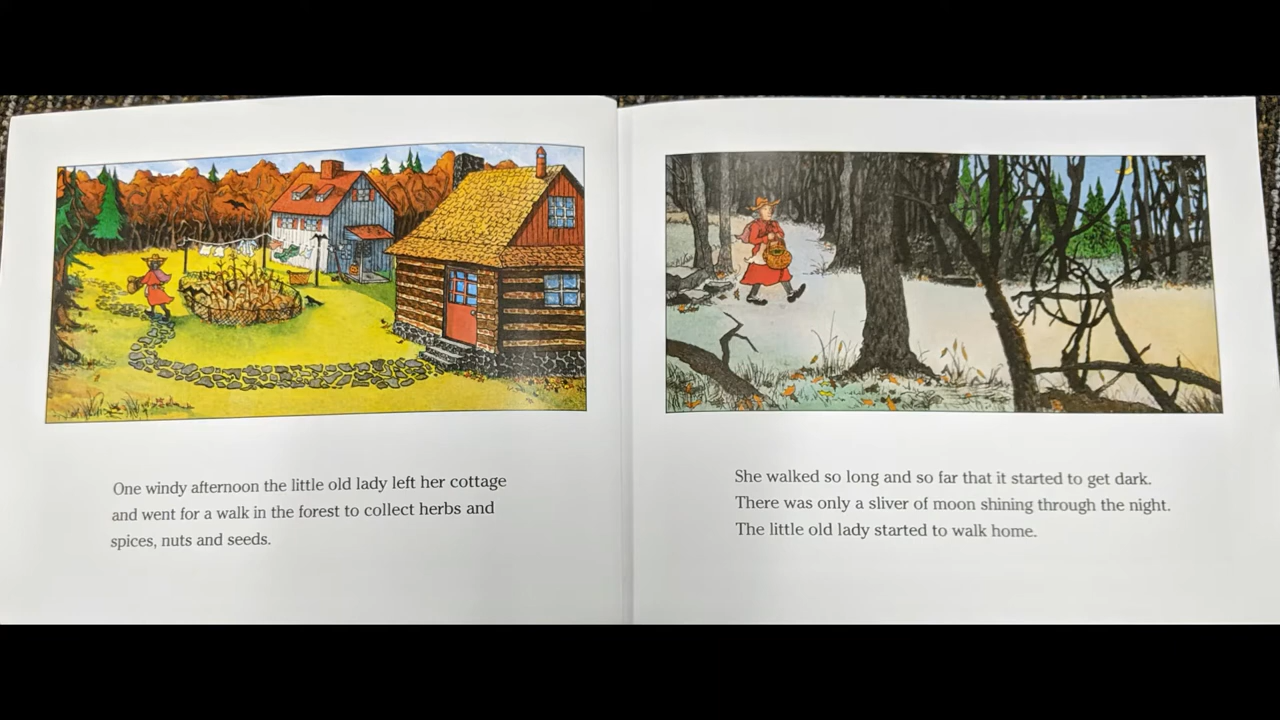 One windy afternoon the little old lady left her cottage
and went for a walk in the forest to collect herbs and
spices, nuts and seeds.
She walked so long and so far that it started to get dark.
There was only a sliver of moon shining through the night.
The little old lady started to walk home.